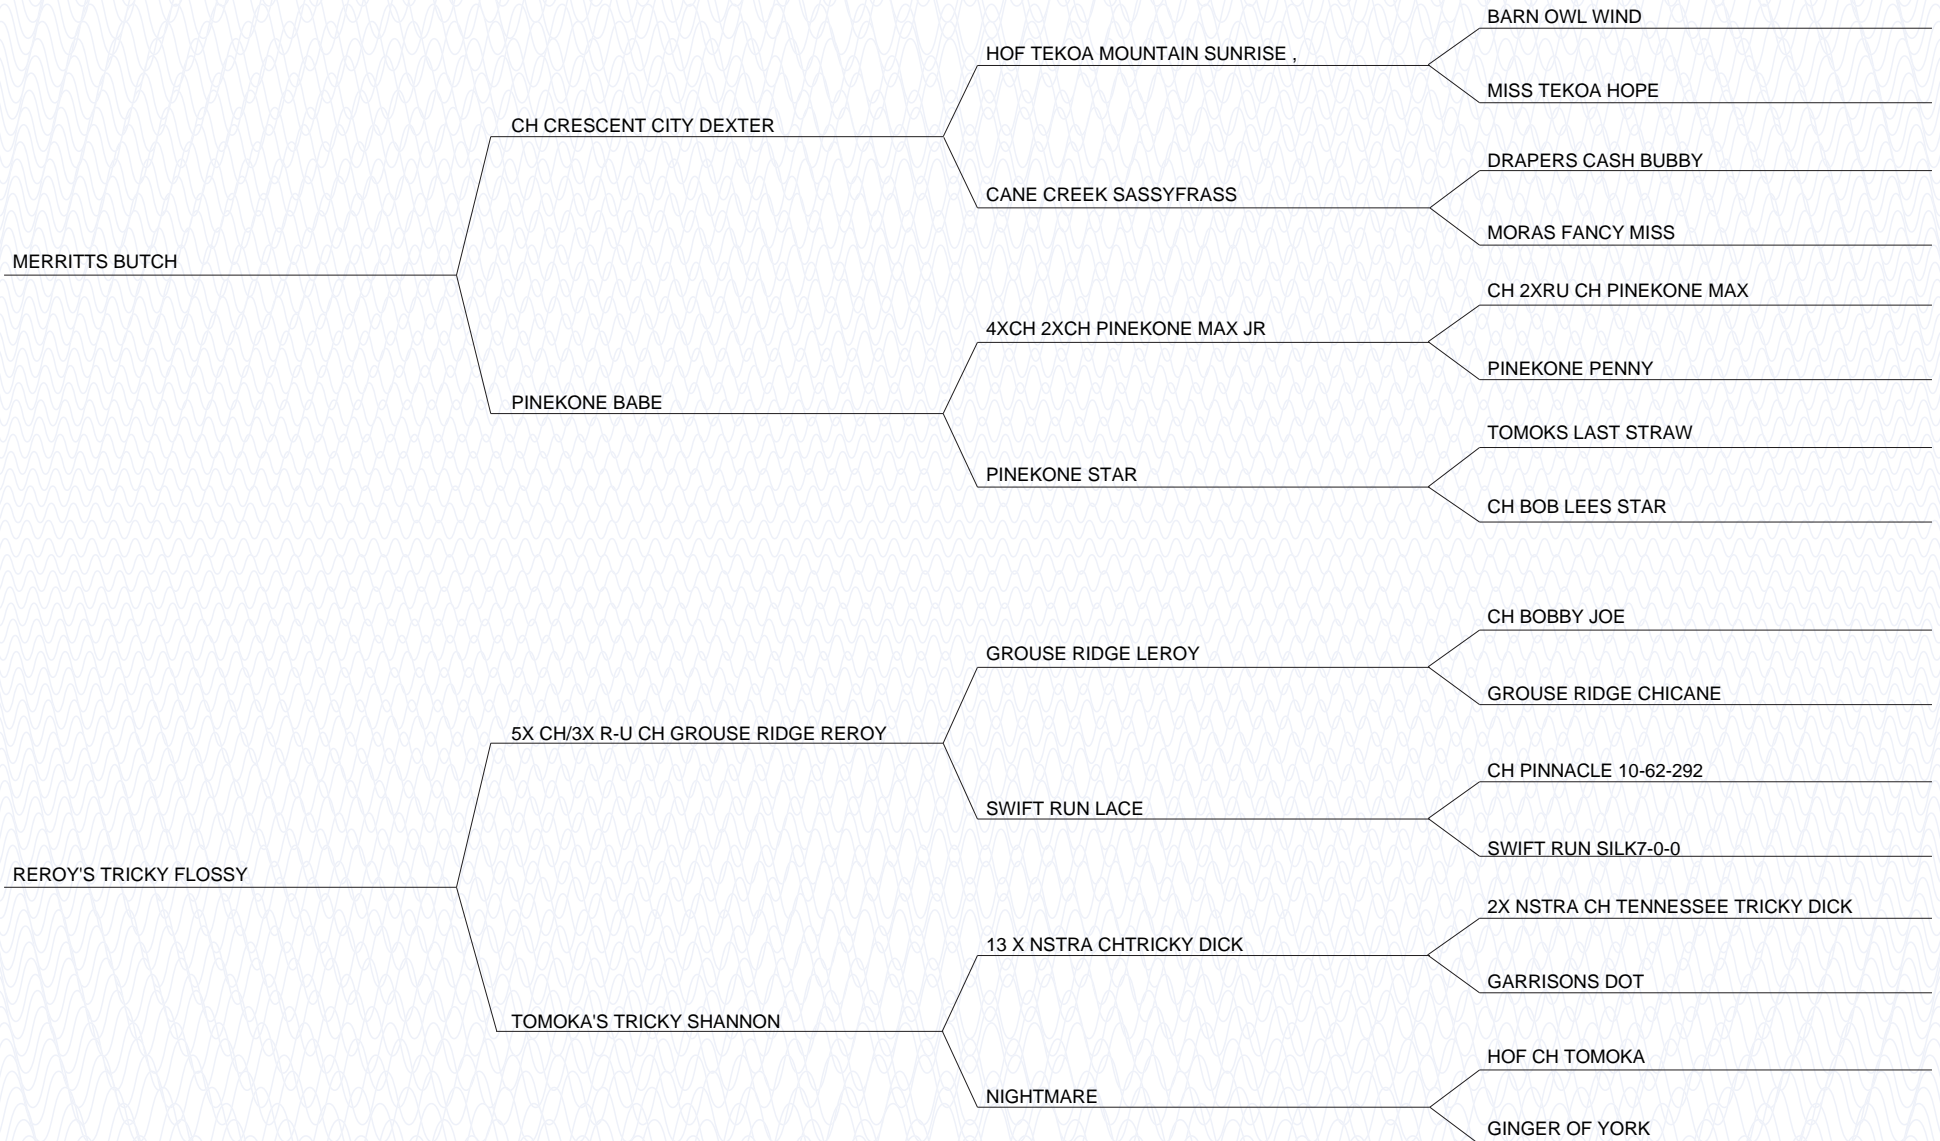 BARN OWL WIND
HOF TEKOA MOUNTAIN SUNRISE ,
MISS TEKOA HOPE
CH CRESCENT CITY DEXTER
DRAPERS CASH BUBBY
CANE CREEK SASSYFRASS
MORAS FANCY MISS
MERRITTS BUTCH
CH 2XRU CH PINEKONE MAX
4XCH 2XCH PINEKONE MAX JR
PINEKONE PENNY
PINEKONE BABE
TOMOKS LAST STRAW
PINEKONE STAR
CH BOB LEES STAR
CH BOBBY JOE
GROUSE RIDGE LEROY
GROUSE RIDGE CHICANE
5X CH/3X R-U CH GROUSE RIDGE REROY
CH PINNACLE 10-62-292
SWIFT RUN LACE
SWIFT RUN SILK7-0-0
REROY'S TRICKY FLOSSY
2X NSTRA CH TENNESSEE TRICKY DICK
13 X NSTRA CHTRICKY DICK
GARRISONS DOT
TOMOKA'S TRICKY SHANNON
HOF CH TOMOKA
NIGHTMARE
GINGER OF YORK